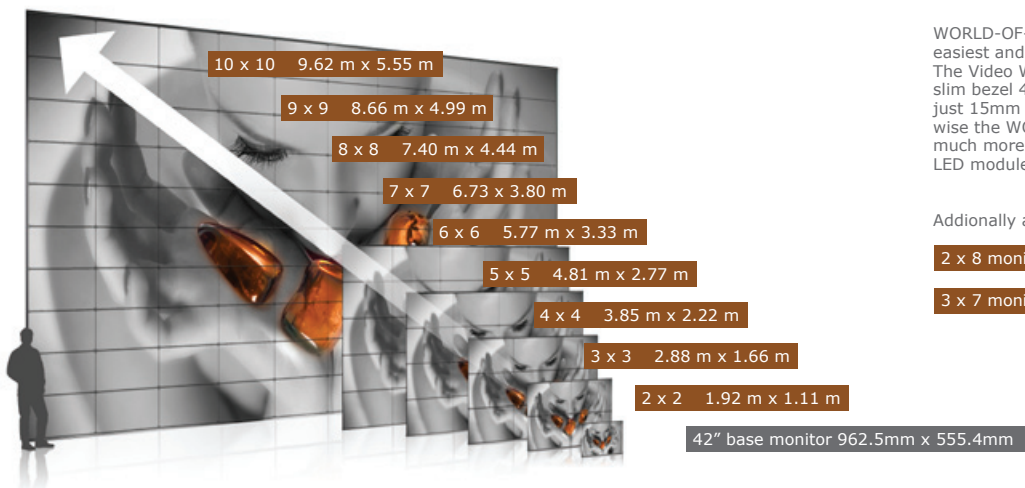 10 x 10 9.62 m x 5.55 m
9 x 9 8.66 m x 4.99 m
8 x 8 7.40 m x 4.44 m
7 x 7 6.73 m x 3.80 m
6 x 6 5.77 m x 3.33 m
5 x 5 4.81 m x 2.77 m
4 x 4 3.85 m x 2.22 m
3 x 3 2.88 m x 1.66 m
2 x 2 1.92 m x 1.11 m
42” base monitor 962.5mm x 555.4mm
WORLD-OF-
easiest and
The Video W
slim bezel 4
just 15mm
wise the WO
much more
LED module
Addionally a
2 x 8 moni
3 x 7 moni